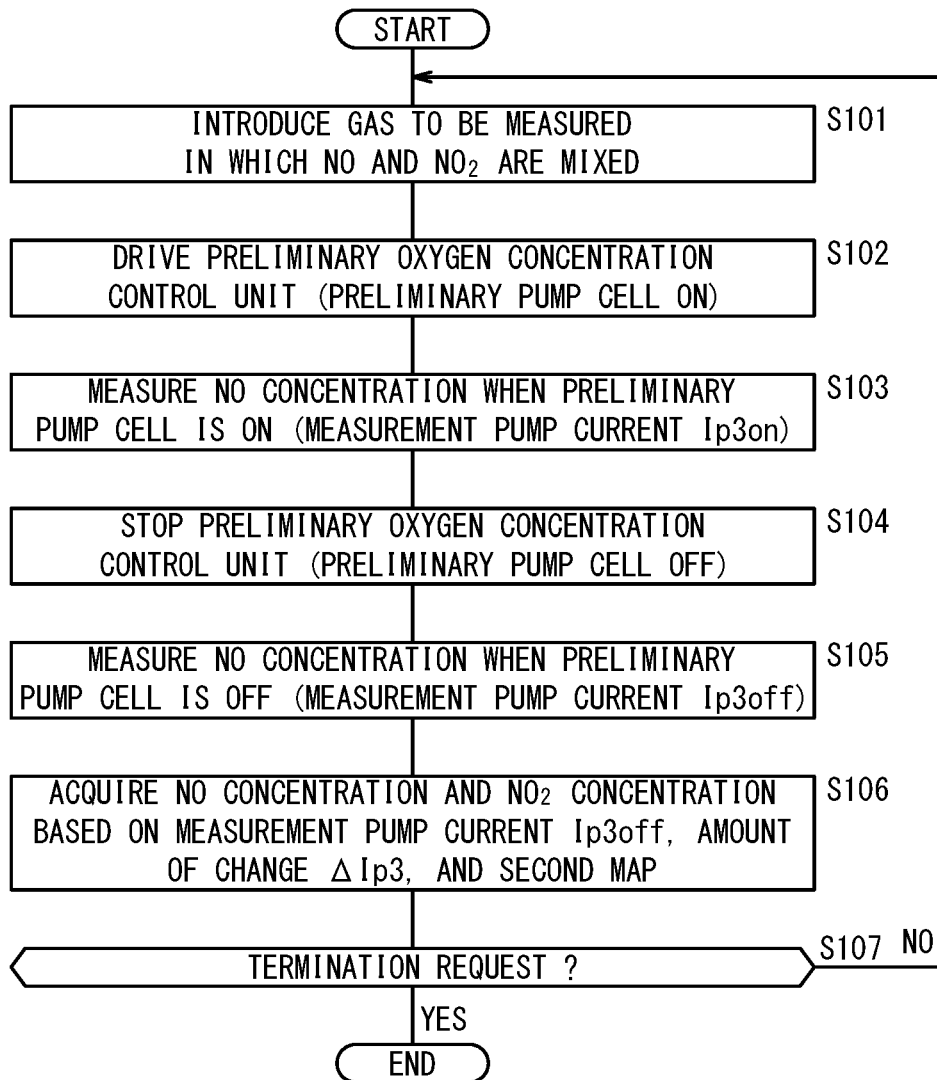 START
INTRODUCE GAS TO BE MEASURED
IN WHICH NO AND NO₂ ARE MIXED
S101
DRIVE PRELIMINARY OXYGEN CONCENTRATION
CONTROL UNIT (PRELIMINARY PUMP CELL ON)
S102
MEASURE NO CONCENTRATION WHEN PRELIMINARY
PUMP CELL IS ON (MEASUREMENT PUMP CURRENT Ip3on)
S103
STOP PRELIMINARY OXYGEN CONCENTRATION
CONTROL UNIT (PRELIMINARY PUMP CELL OFF)
S104
MEASURE NO CONCENTRATION WHEN PRELIMINARY
PUMP CELL IS OFF (MEASUREMENT PUMP CURRENT Ip3off)
S105
ACQUIRE NO CONCENTRATION AND NO₂ CONCENTRATION
BASED ON MEASUREMENT PUMP CURRENT Ip3off, AMOUNT
OF CHANGE ΔIp3, AND SECOND MAP
S106
TERMINATION REQUEST ?
S107 NO
YES
END